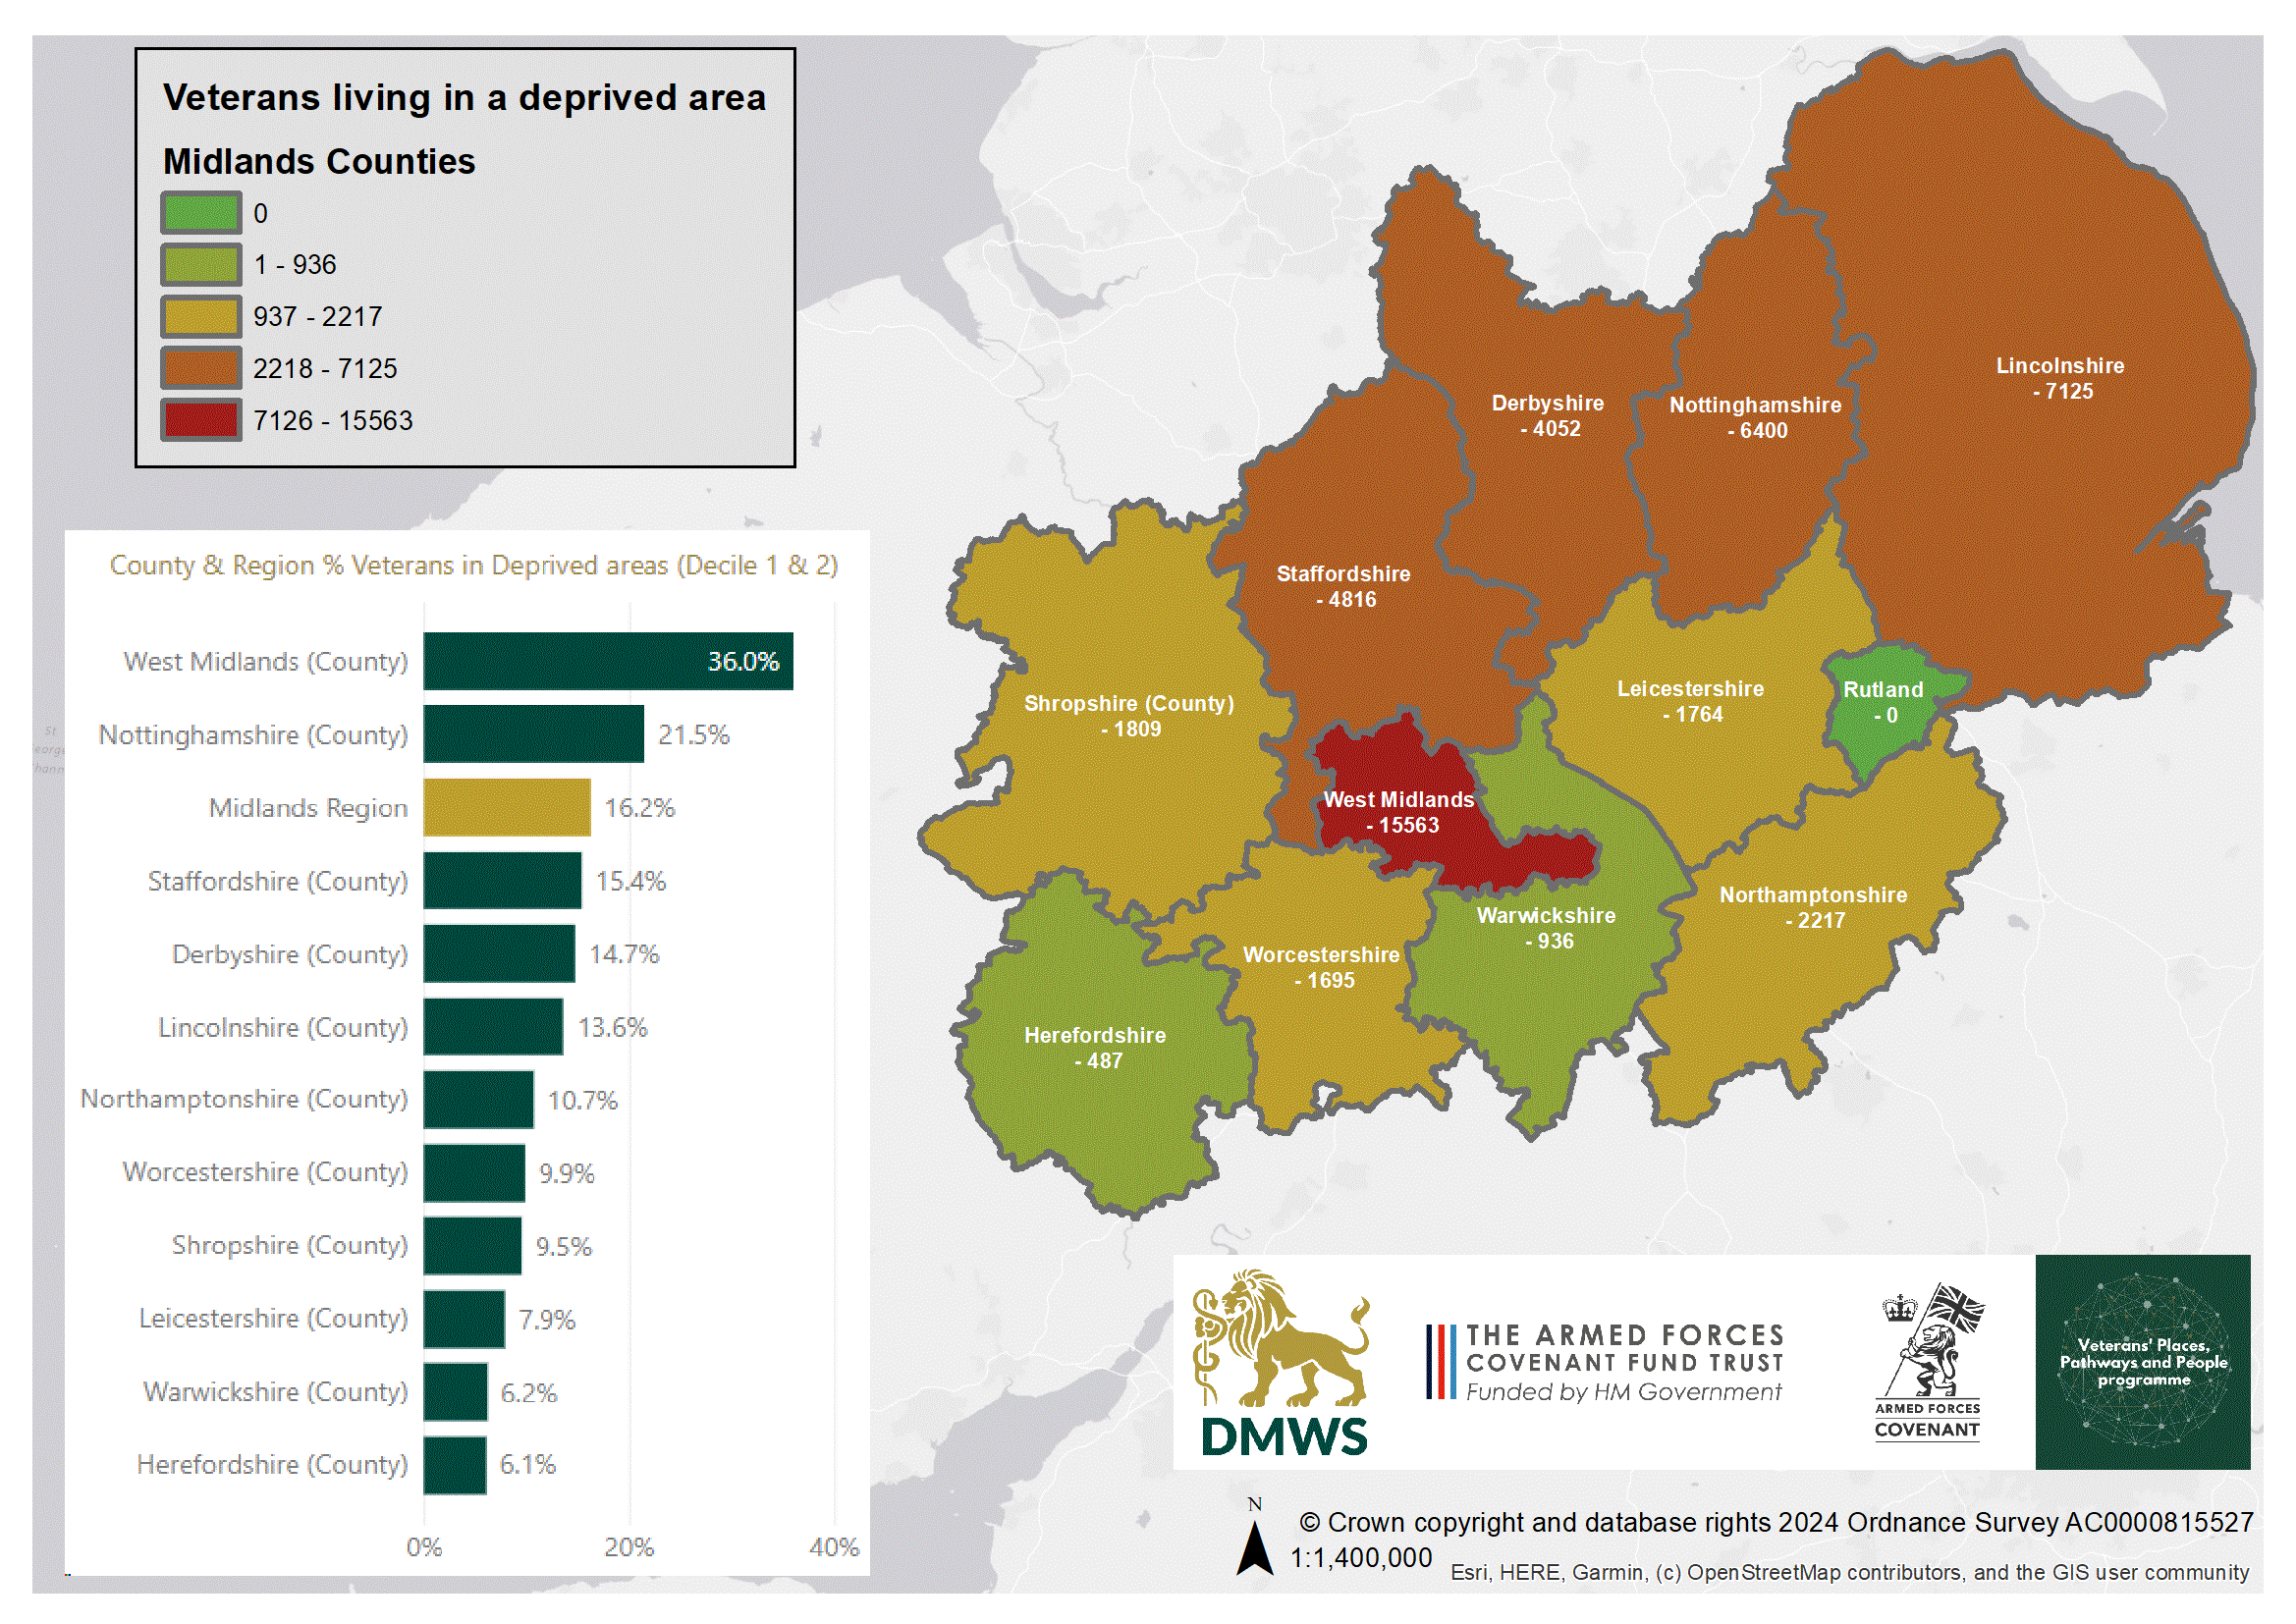 Veterans living in a deprived area
Midlands Counties
0
1 - 936
937 - 2217
2218 - 7125
7126 - 15563
County & Region % Veterans in Deprived areas (Decile 1 & 2)
West Midlands (County) 36.0%
Nottinghamshire (County) 21.5%
Midlands Region 16.2%
Staffordshire (County) 15.4%
Derbyshire (County) 14.7%
Lincolnshire (County) 13.6%
Northamptonshire (County) 10.7%
Worcestershire (County) 9.9%
Shropshire (County) 9.5%
Leicestershire (County) 7.9%
Warwickshire (County) 6.2%
Herefordshire (County) 6.1%
0% 20% 40%
Lincolnshire
- 7125
Derbyshire
- 4052
Nottinghamshire
- 6400
Staffordshire
- 4816
Shropshire (County)
- 1809
Leicestershire
- 1764
Rutland
- 0
West Midlands
- 15563
Warwickshire
- 936
Northamptonshire
- 2217
Worcestershire
- 1695
Herefordshire
- 487
DMWS
THE ARMED FORCES
COVENANT FUND TRUST
Funded by HM Government
ARMED FORCES
COVENANT
Veterans' Places,
Pathways and People
programme
N
© Crown copyright and database rights 2024 Ordnance Survey AC0000815527
1:1,400,000
Esri, HERE, Garmin, (c) OpenStreetMap contributors, and the GIS user community